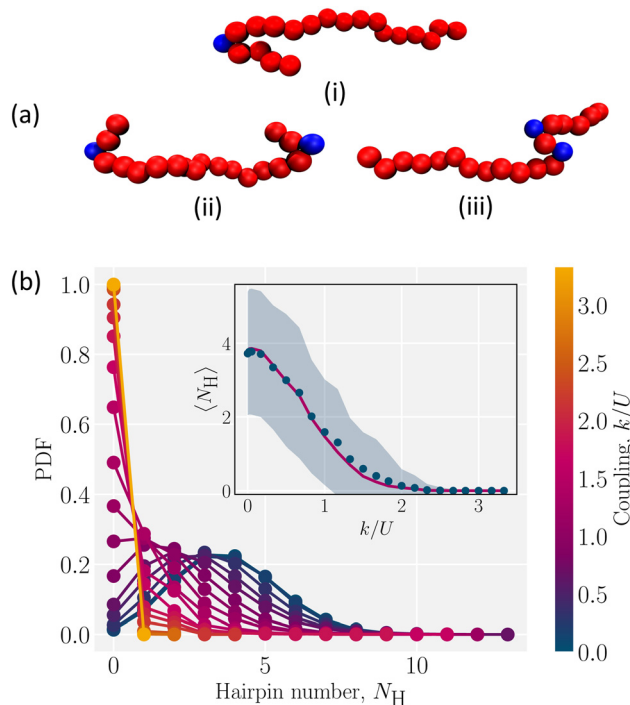 (i)
(a)
(ii)
(iii)
(b)
1.0
0.8
0.6
0.4
0.2
0.0
PDF
0
5
10
Hairpin number, N_H
4
2
0
⟨N_H⟩
0
1
2
3
k/U
3.0
2.5
2.0
1.5
1.0
0.5
0.0
Coupling, k/U